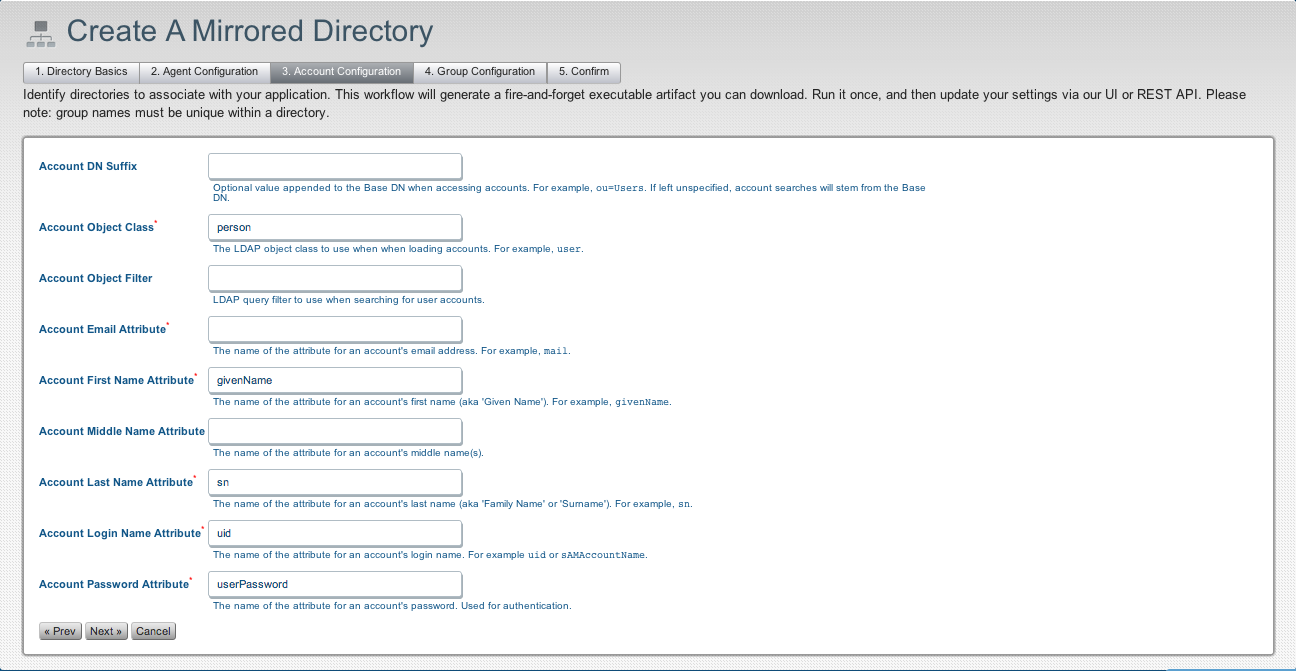 Create A Mirrored Directory
1. Directory Basics
2. Agent Configuration
3. Account Configuration
4. Group Configuration
5. Confirm
Identify directories to associate with your application. This workflow will generate a fire-and-forget executable artifact you can download. Run it once, and then update your settings via our UI or REST API. Please
note: group names must be unique within a directory.
Account DN Suffix
Optional value appended to the Base DN when accessing accounts. For example, ou=Users. If left unspecified, account searches will stem from the Base
DN.
Account Object Class* person
The LDAP object class to use when when loading accounts. For example, user.
Account Object Filter
LDAP query filter to use when searching for user accounts.
Account Email Attribute*
The name of the attribute for an account's email address. For example, mail.
Account First Name Attribute* givenName
The name of the attribute for an account's first name (aka 'Given Name'). For example, givenName.
Account Middle Name Attribute
The name of the attribute for an account's middle name(s).
Account Last Name Attribute* sn
The name of the attribute for an account's last name (aka 'Family Name' or 'Surname'). For example, sn.
Account Login Name Attribute* uid
The name of the attribute for an account's login name. For example uid or sAMAccountName.
Account Password Attribute* userPassword
The name of the attribute for an account's password. Used for authentication.
« Prev Next » Cancel